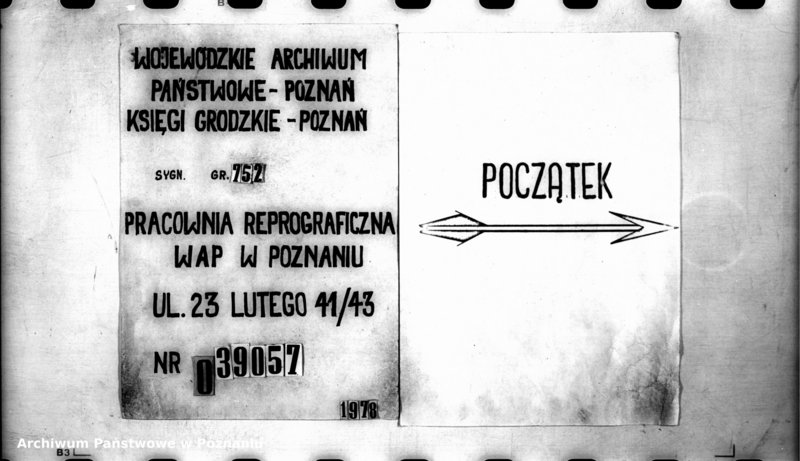 WOJEWÓDZKIE ARCHIWUM
PAŃSTWOWE - POZNAŃ
KSIĘGI GRODZKIE - POZNAŃ
SYGN. GR. 752
PRACOWNIA REPROGRAFICZNA
WAP W POZNANIU
UL. 23 LUTEGO 41/43
NR 039057
1978
POCZĄTEK
Archiwum Państwowe w Poznaniu
B3